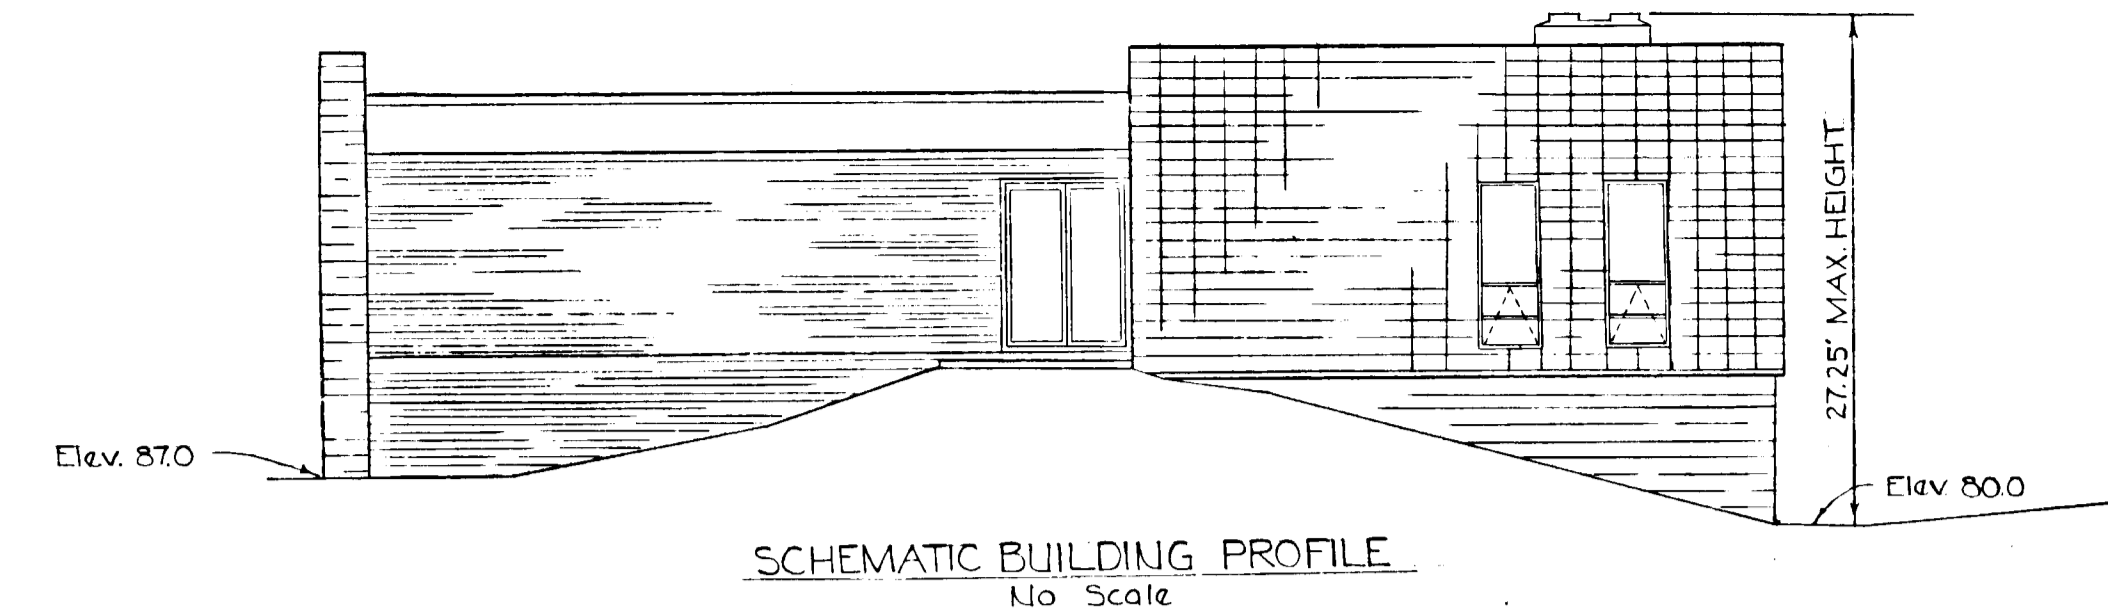 27.25' MAX. HEIGHT
Elev. 87.0
Elev. 80.0
SCHEMATIC BUILDING PROFILE
No Scale